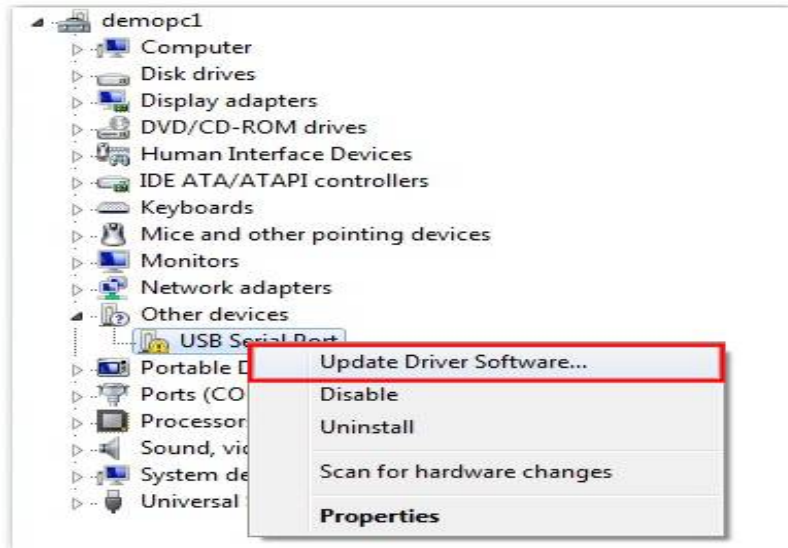 demopc1
Computer
Disk drives
Display adapters
DVD/CD-ROM drives
Human Interface Devices
IDE ATA/ATAPI controllers
Keyboards
Mice and other pointing devices
Monitors
Network adapters
Other devices
USB Serial Port
Update Driver Software...
Portable D
Disable
Ports (CO
Uninstall
Processor
Sound, vid
Scan for hardware changes
System de
Universal
Properties